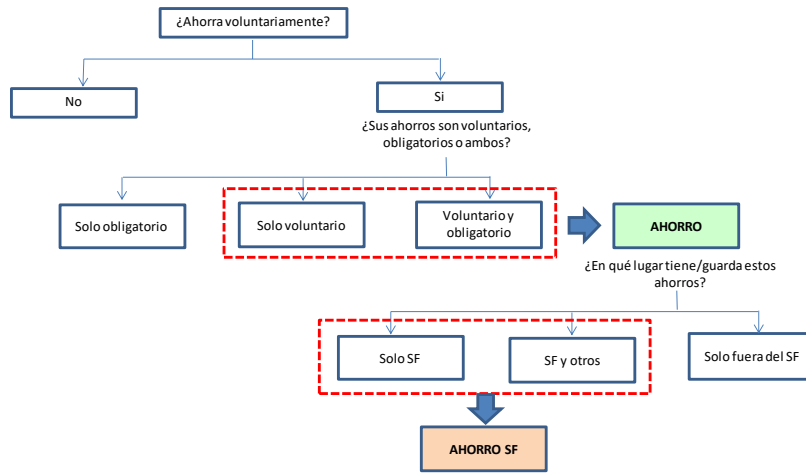 ¿Ahorra voluntariamente?
No
Si
¿Sus ahorros son voluntarios,
obligatorios o ambos?
Solo obligatorio
Solo voluntario
Voluntario y
obligatorio
AHORRO
¿En qué lugar tiene/guarda estos
ahorros?
Solo SF
SF y otros
Solo fuera del SF
AHORRO SF